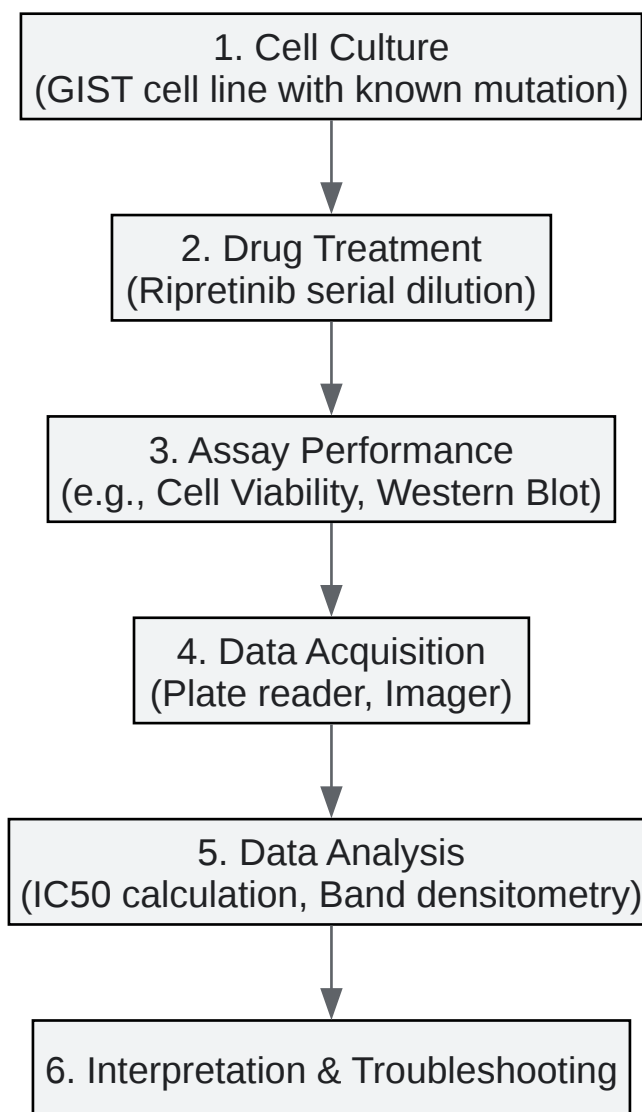 1. Cell Culture
(GIST cell line with known mutation)
2. Drug Treatment
(Ripretinib serial dilution)
3. Assay Performance
(e.g., Cell Viability, Western Blot)
4. Data Acquisition
(Plate reader, Imager)
5. Data Analysis
(IC50 calculation, Band densitometry)
6. Interpretation & Troubleshooting